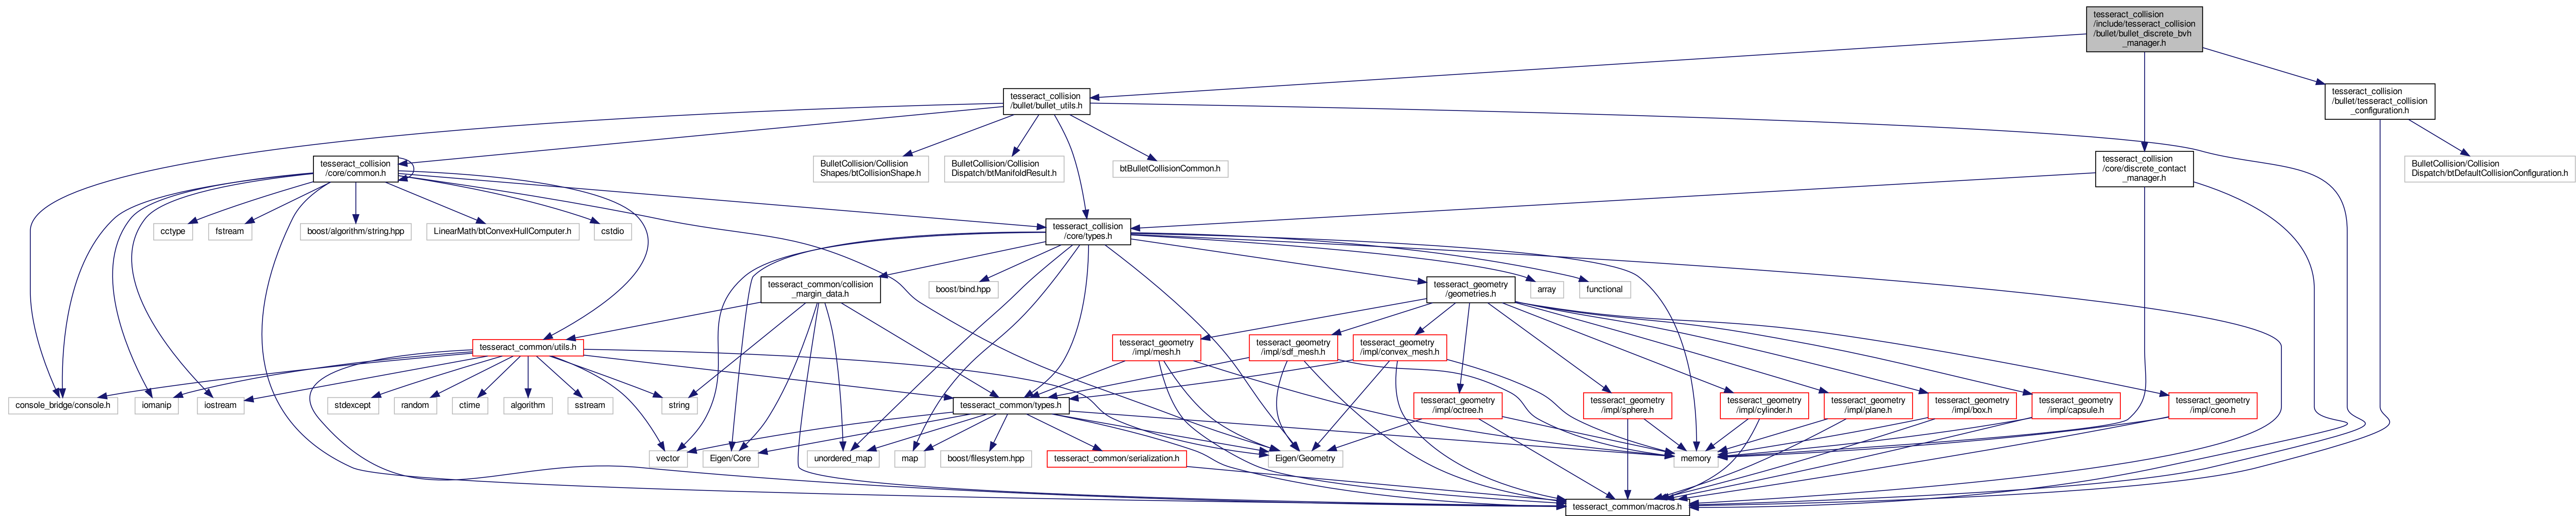 tesseract_collision
/include/tesseract_collision
/bullet/bullet_discrete_bvh
_manager.h
tesseract_collision
/bullet/bullet_utils.h
tesseract_collision
/bullet/tesseract_collision
_configuration.h
tesseract_collision
/core/common.h
BulletCollision/Collision
Shapes/btCollisionShape.h
BulletCollision/Collision
Dispatch/btManifoldResult.h
btBulletCollisionCommon.h
tesseract_collision
/core/discrete_contact
_manager.h
BulletCollision/Collision
Dispatch/btDefaultCollisionConfiguration.h
cctype
fstream
boost/algorithm/string.hpp
LinearMath/btConvexHullComputer.h
cstdio
tesseract_collision
/core/types.h
tesseract_common/collision
_margin_data.h
boost/bind.hpp
tesseract_geometry
/geometries.h
array
functional
tesseract_common/utils.h
tesseract_geometry
/impl/mesh.h
tesseract_geometry
/impl/sdf_mesh.h
tesseract_geometry
/impl/convex_mesh.h
console_bridge/console.h
iomanip
iostream
stdexcept
random
ctime
algorithm
sstream
string
tesseract_common/types.h
tesseract_geometry
/impl/octree.h
tesseract_geometry
/impl/sphere.h
tesseract_geometry
/impl/cylinder.h
tesseract_geometry
/impl/plane.h
tesseract_geometry
/impl/box.h
tesseract_geometry
/impl/capsule.h
tesseract_geometry
/impl/cone.h
vector
Eigen/Core
unordered_map
map
boost/filesystem.hpp
tesseract_common/serialization.h
Eigen/Geometry
memory
tesseract_common/macros.h